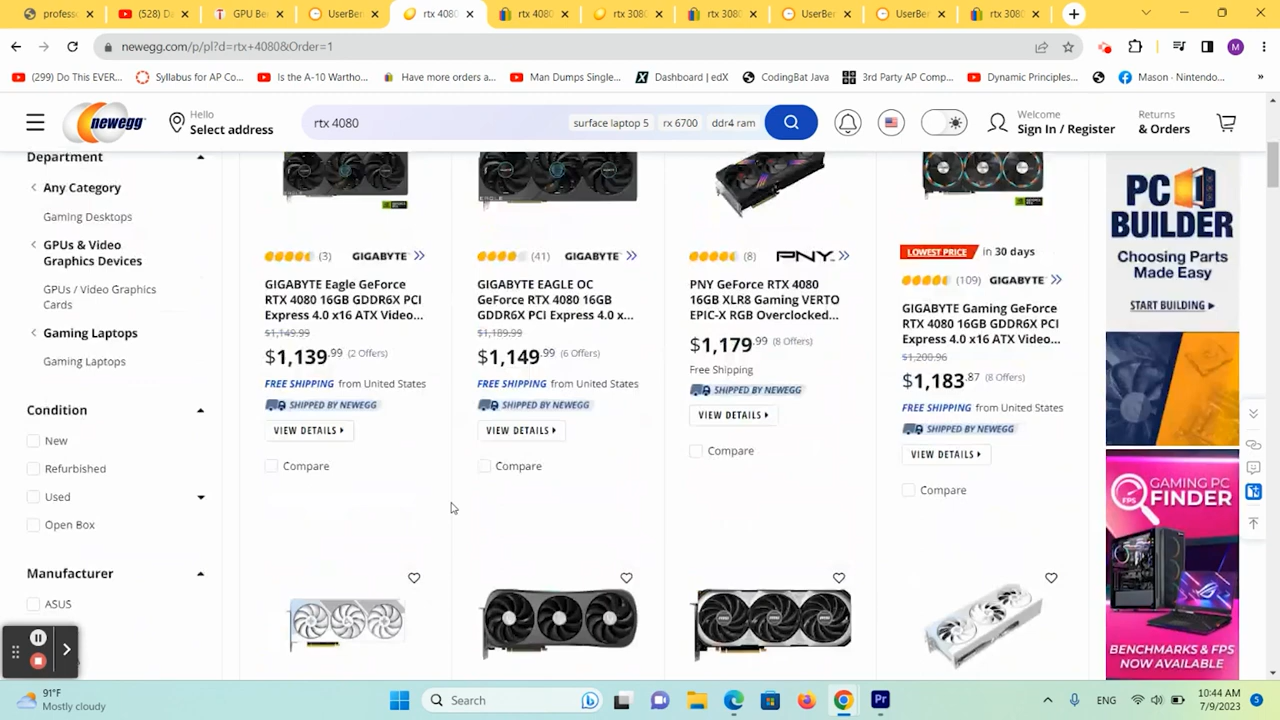 professo
(528) Da
GPU Be
UserBer
rtx 4080
rtx 4080
rtx 3080
rtx 3080
UserBer
UserBer
rtx 3080
newegg.com/p/pl?d=rtx+4080&Order=1
M
(299) Do This EVER...
Syllabus for AP Co...
Is the A-10 Wartho...
Have more orders a...
Man Dumps Single...
Dashboard | edX
CodingBat Java
3rd Party AP Comp...
Dynamic Principles...
Mason · Nintendo...
»
newegg
Hello
Select address
rtx 4080
surface laptop 5
rx 6700
ddr4 ram
Welcome
Sign In / Register
Returns
& Orders
Department
Any Category
Gaming Desktops
GPUs & Video
Graphics Devices
GPUs / Video Graphics
Cards
Gaming Laptops
Gaming Laptops
Condition
New
Refurbished
Used
Open Box
Manufacturer
ASUS
(3) GIGABYTE
GIGABYTE Eagle GeForce
RTX 4080 16GB GDDR6X PCI
Express 4.0 x16 ATX Video...
$1,149.99
$1,139.99 (2 Offers)
FREE SHIPPING from United States
SHIPPED BY NEWEGG
VIEW DETAILS
Compare
(41) GIGABYTE
GIGABYTE EAGLE OC
GeForce RTX 4080 16GB
GDDR6X PCI Express 4.0 x...
$1,189.99
$1,149.99 (6 Offers)
FREE SHIPPING from United States
SHIPPED BY NEWEGG
VIEW DETAILS
Compare
(8) PNY
PNY GeForce RTX 4080
16GB XLR8 Gaming VERTO
EPIC-X RGB Overclocked...
$1,179.99 (8 Offers)
Free Shipping
SHIPPED BY NEWEGG
VIEW DETAILS
Compare
LOWEST PRICE in 30 days
(109) GIGABYTE
GIGABYTE Gaming GeForce
RTX 4080 16GB GDDR6X PCI
Express 4.0 x16 ATX Video...
$1,208.96
$1,183.87 (8 Offers)
FREE SHIPPING from United States
SHIPPED BY NEWEGG
VIEW DETAILS
Compare
PC
BUILDER
Choosing Parts
Made Easy
START BUILDING
GAMING PC
FINDER
FPS
BENCHMARKS & FPS
NOW AVAILABLE
91°F
Mostly cloudy
Search
Pr
ENG
10:44 AM
7/9/2023
5